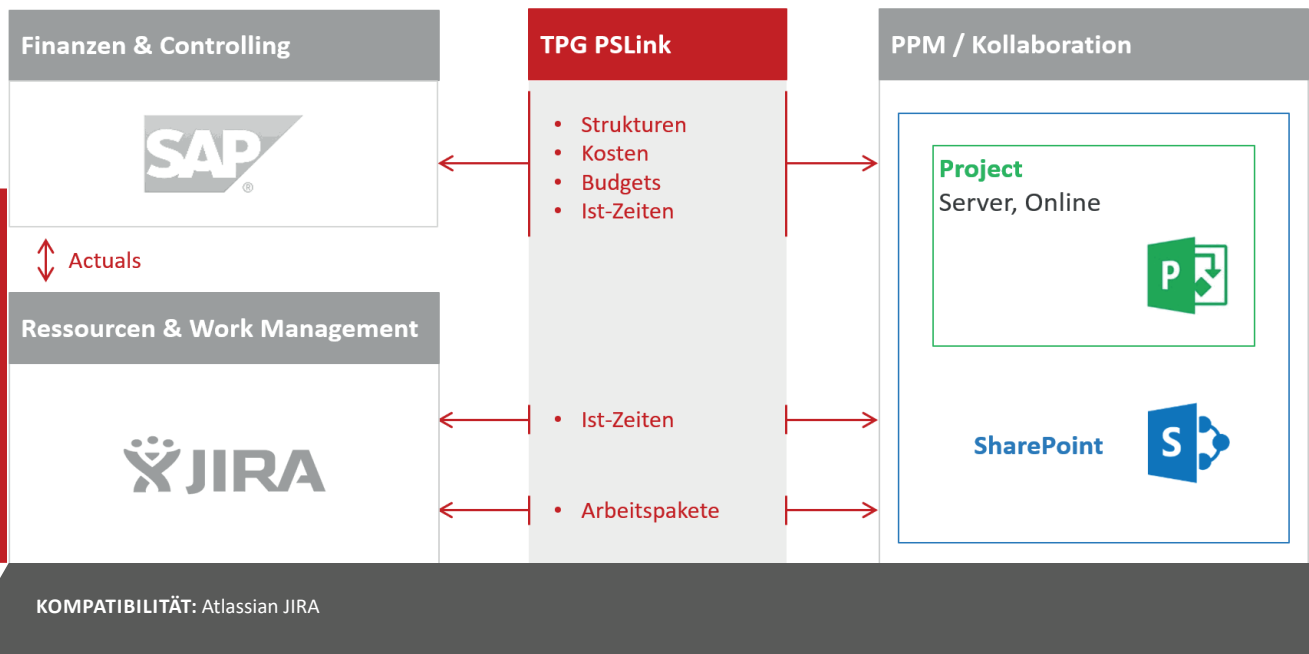 Finanzen & Controlling
SAP®
Actuals
Ressourcen & Work Management
JIRA
TPG PSLink
• Strukturen
• Kosten
• Budgets
• Ist-Zeiten
• Ist-Zeiten
• Arbeitspakete
PPM / Kollaboration
Project
Server, Online
P
SharePoint
S
KOMPATIBILITÄT: Atlassian JIRA